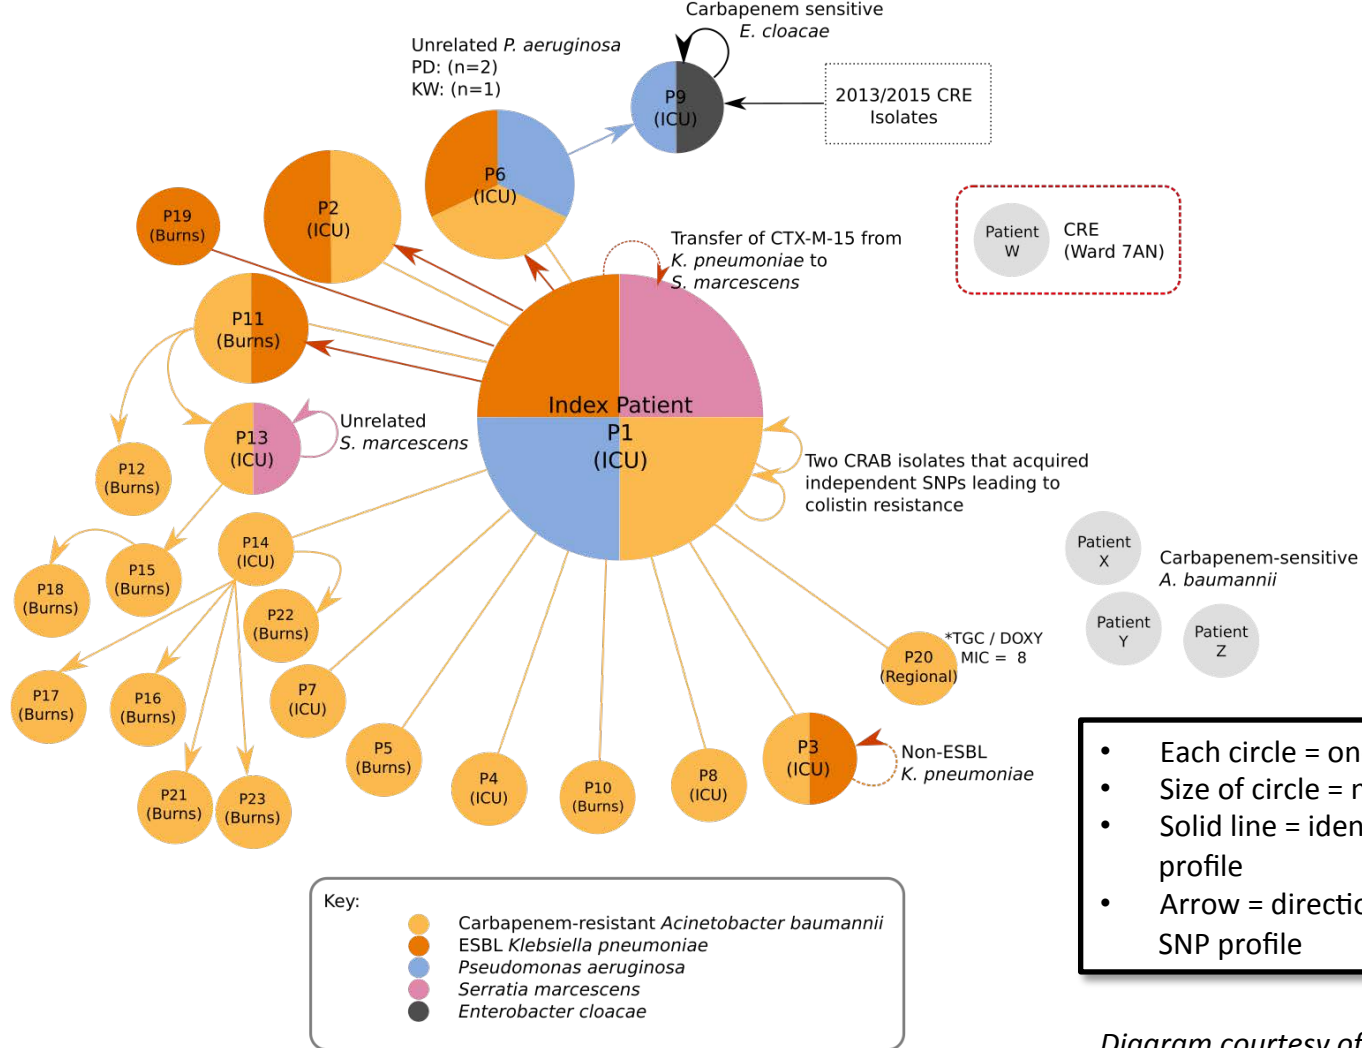 Carbapenem sensitive
E. cloacae
Unrelated P. aeruginosa
PD: (n=2)
KW: (n=1)
P9
(ICU)
2013/2015 CRE
Isolates
P6
(ICU)
P2
(ICU)
P19
(Burns)
Patient
W
CRE
(Ward 7AN)
Transfer of CTX-M-15 from
K. pneumoniae to
S. marcescens
P11
(Burns)
Index Patient
P1
(ICU)
Unrelated
S. marcescens
P13
(ICU)
P12
(Burns)
Two CRAB isolates that acquired
independent SNPs leading to
colistin resistance
P14
(ICU)
P15
(Burns)
P18
(Burns)
P22
(Burns)
Patient
X
Carbapenem-sensitive
A. baumannii
Patient
Y
Patient
Z
*TGC / DOXY
MIC = 8
P20
(Regional)
P17
(Burns)
P16
(Burns)
P7
(ICU)
P5
(Burns)
P4
(ICU)
P10
(Burns)
P8
(ICU)
P3
(ICU)
Non-ESBL
K. pneumoniae
P21
(Burns)
P23
(Burns)
• Each circle = on
• Size of circle =
• Solid line = iden
profile
• Arrow = directio
SNP profile
Key:
Carbapenem-resistant Acinetobacter baumannii
ESBL Klebsiella pneumoniae
Pseudomonas aeruginosa
Serratia marcescens
Enterobacter cloacae
Diagram courtesy of